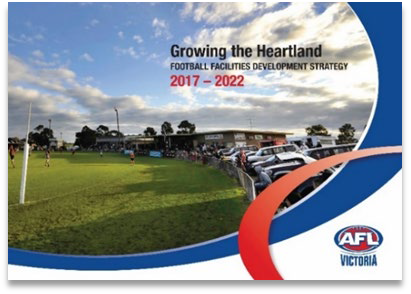 Growing the Heartland
FOOTBALL FACILITIES DEVELOPMENT STRATEGY
2017 – 2022
AFL
VICTORIA